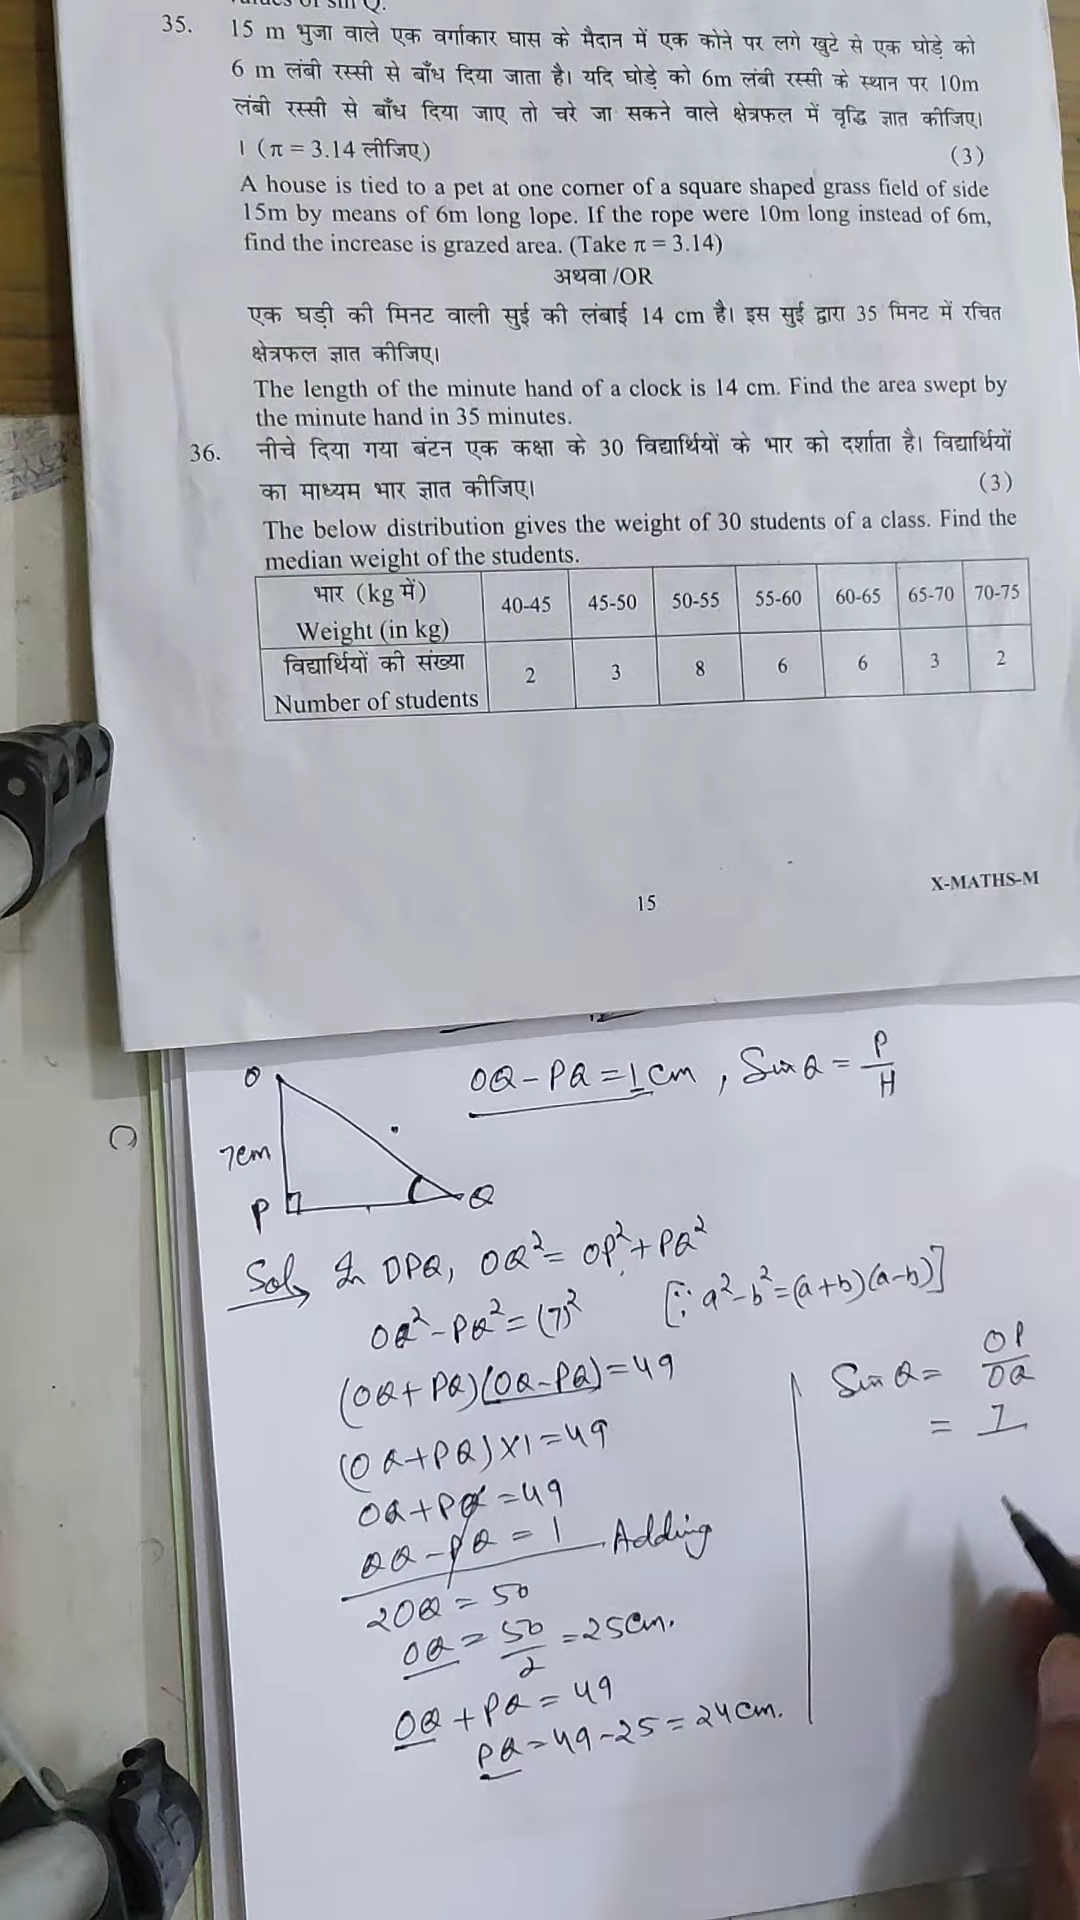 values of sin Q.
35. 15 m भुजा वाले एक वर्गाकार घास के मैदान में एक कोने पर लगे खुटे से एक घोड़े को
6 m लंबी रस्सी से बाँध दिया जाता है। यदि घोड़े को 6m लंबी रस्सी के स्थान पर 10m
लंबी रस्सी से बाँध दिया जाए तो चरे जा सकने वाले क्षेत्रफल में वृद्धि ज्ञात कीजिए।
। (π = 3.14 लीजिए) (3)
A house is tied to a pet at one corner of a square shaped grass field of side
15m by means of 6m long lope. If the rope were 10m long instead of 6m,
find the increase is grazed area. (Take π = 3.14)
अथवा /OR
एक घड़ी की मिनट वाली सुई की लंबाई 14 cm है। इस सुई द्वारा 35 मिनट में रचित
क्षेत्रफल ज्ञात कीजिए।
The length of the minute hand of a clock is 14 cm. Find the area swept by
the minute hand in 35 minutes.
36. नीचे दिया गया बंटन एक कक्षा के 30 विद्यार्थियों के भार को दर्शाता है। विद्यार्थियों
का माध्यम भार ज्ञात कीजिए। (3)
The below distribution gives the weight of 30 students of a class. Find the
median weight of the students.
भार (kg में)
Weight (in kg) 40-45 45-50 50-55 55-60 60-65 65-70 70-75
विद्यार्थियों की संख्या
Number of students 2 3 8 6 6 3 2
X-MATHS-M
15
OQ-PQ=1cm, Sin Q = P/H
O
7cm
P Q
Sol, In OPQ, OQ²= OP²+PQ²
OQ²-PQ²=(7)² [∵ a²-b²=(a+b)(a-b)]
(OQ+PQ)(OQ-PQ)=49
(OQ+PQ)×1=49
OQ+PQ=49
OQ-PQ=1 Adding
2OQ=50
OQ=50/2=25cm.
OQ+PQ=49
PQ=49-25=24cm.
Sin Q= OP/OQ
= 7